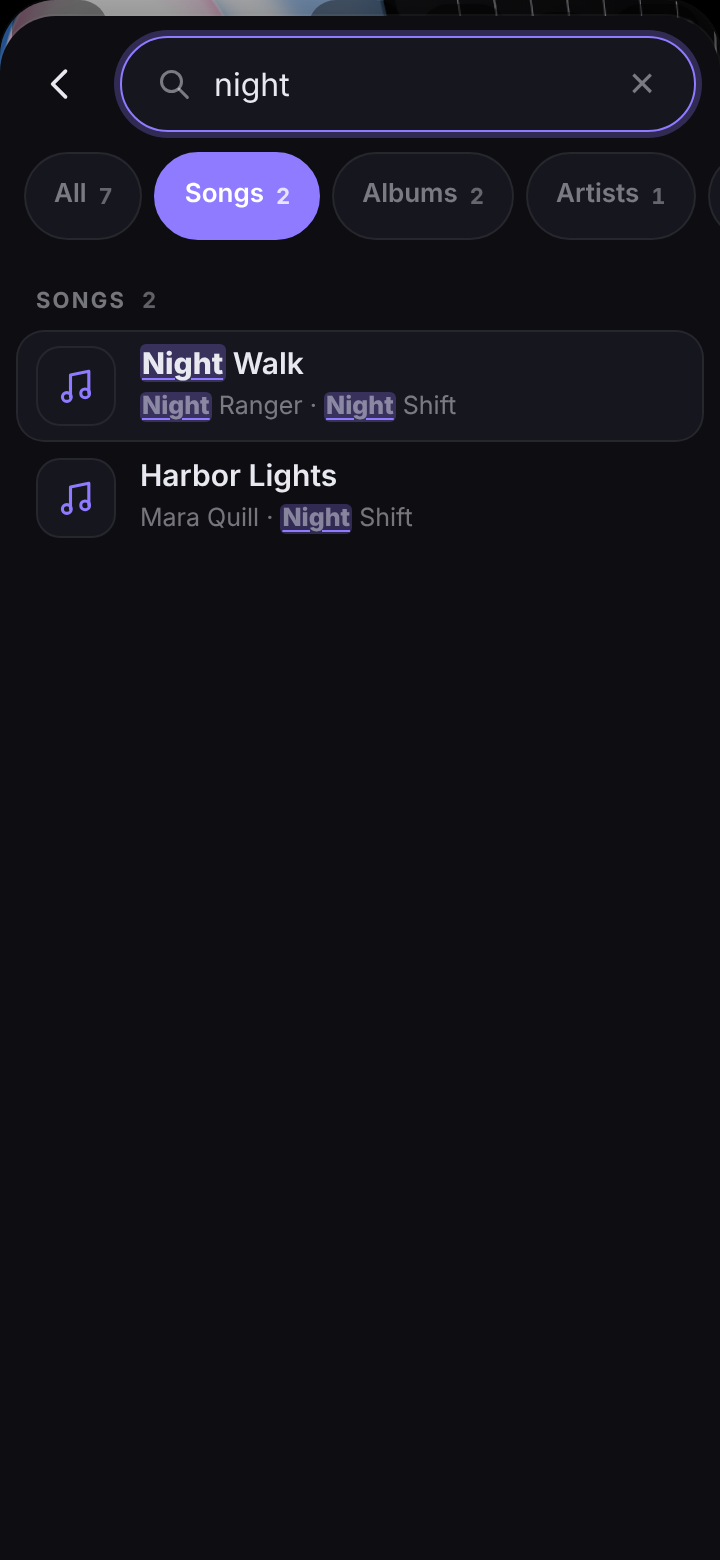 night
All 7 Songs 2 Albums 2 Artists 1
SONGS 2
Night Walk
Night Ranger · Night Shift
Harbor Lights
Mara Quill · Night Shift